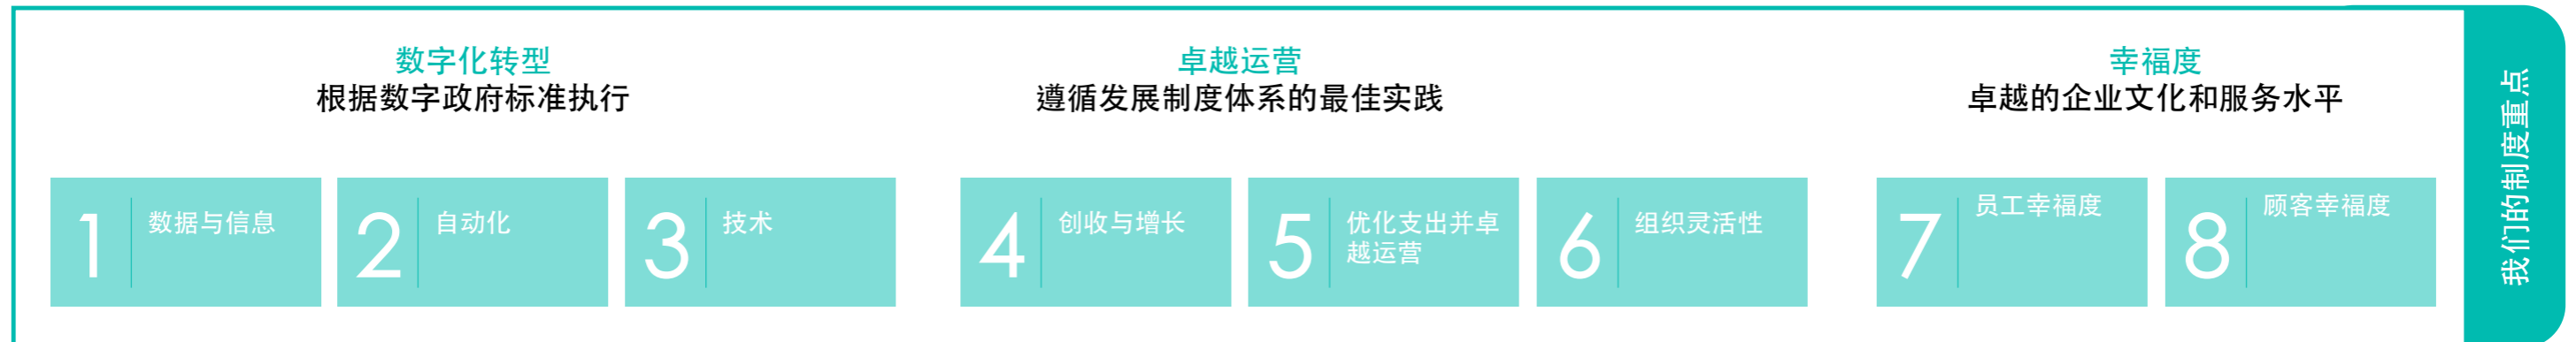 数字化转型
根据数字政府标准执行
1
数据与信息
2
自动化
3
技术
卓越运营
遵循发展制度体系的最佳实践
4
创收与增长
5
优化支出并卓
越运营
6
组织灵活性
幸福度
卓越的企业文化和服务水平
7
员工幸福度
8
顾客幸福度
我们的制度重点